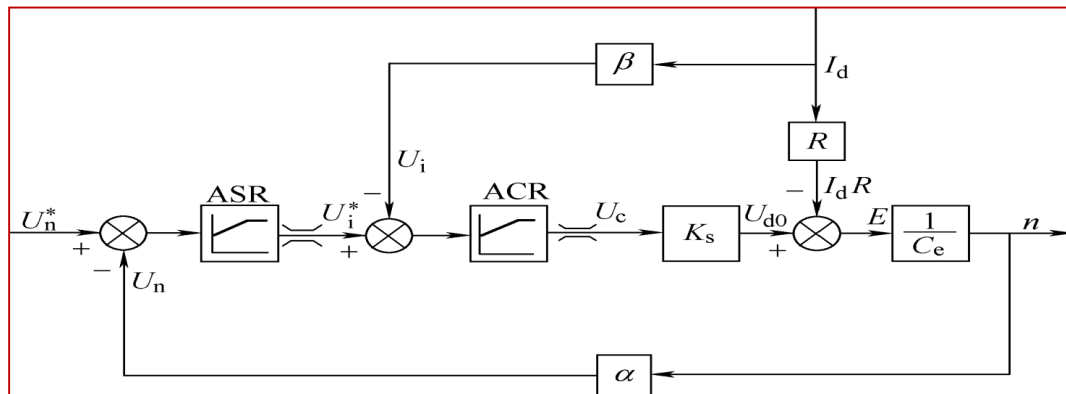 β
I_d
R
U_i
− I_d R
ASR
ACR
U_n^*
U_i^*
U_c
U_d0
E
n
K_s
1
C_e
+
−
+
−
+
U_n
α